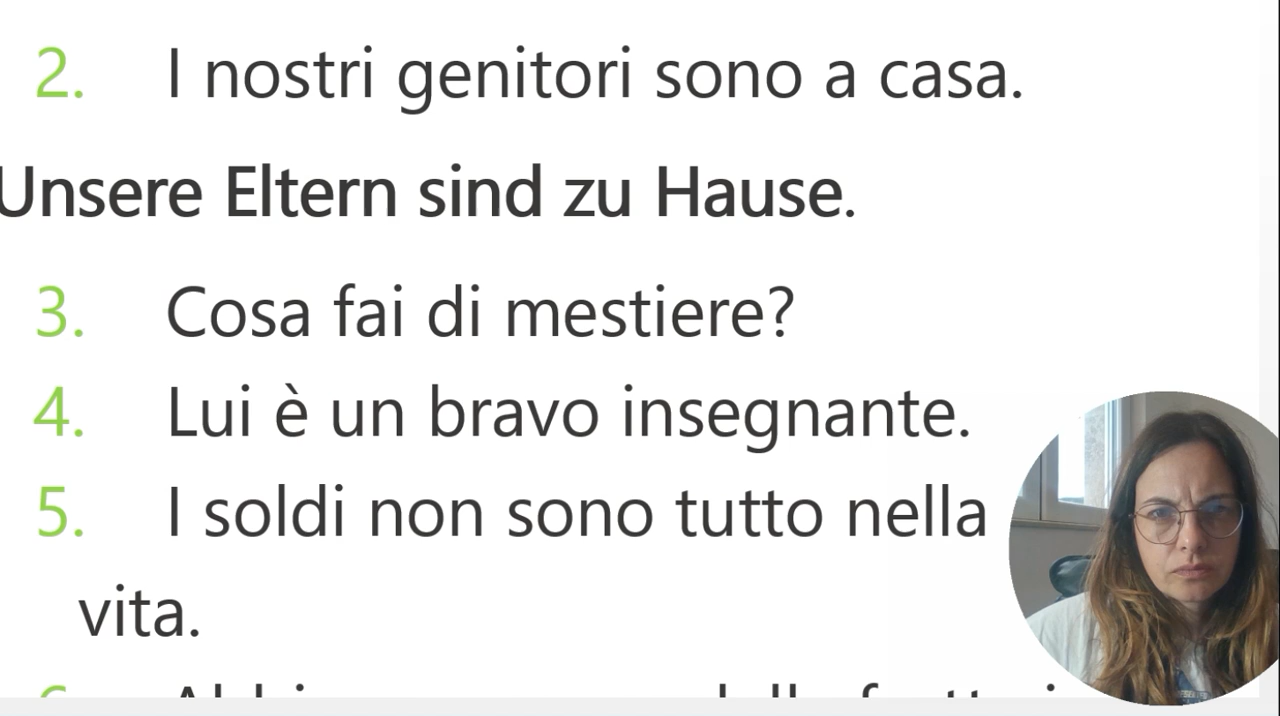 2. I nostri genitori sono a casa.
Unsere Eltern sind zu Hause.
3. Cosa fai di mestiere?
4. Lui è un bravo insegnante.
5. I soldi non sono tutto nella
vita.